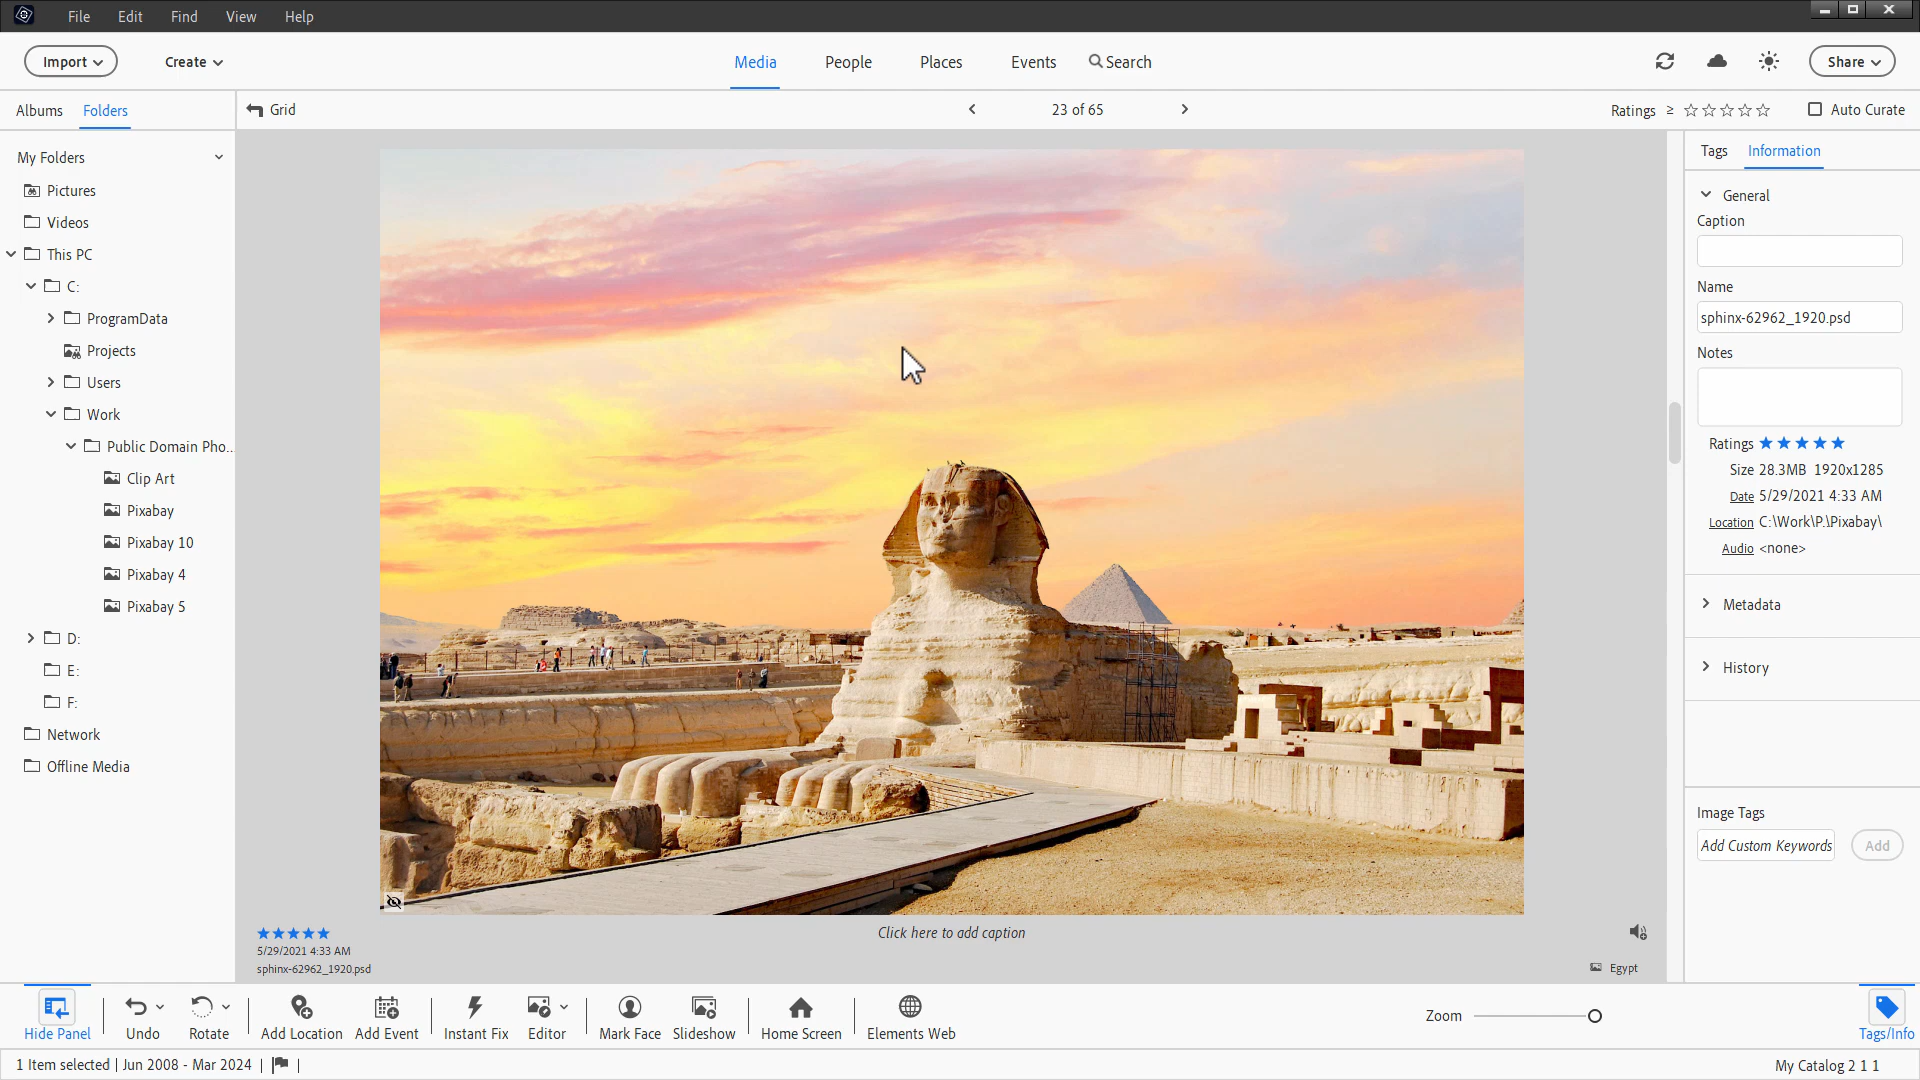 File Edit Find View Help
Import Create Media People Places Events Search Share
Albums Folders Grid 23 of 65 Ratings ≥ Auto Curate
My Folders
Pictures
Videos
This PC
C:
ProgramData
Projects
Users
Work
Public Domain Pho...
Clip Art
Pixabay
Pixabay 10
Pixabay 4
Pixabay 5
D:
E:
F:
Network
Offline Media
Click here to add caption
5/29/2021 4:33 AM
sphinx-62962_1920.psd
Egypt
Tags Information
General
Caption
Name
sphinx-62962_1920.psd
Notes
Ratings
Size 28.3MB 1920x1285
Date 5/29/2021 4:33 AM
Location C:\Work\P.\Pixabay\
Audio <none>
Metadata
History
Image Tags
Add Custom Keywords Add
Hide Panel Undo Rotate Add Location Add Event Instant Fix Editor Mark Face Slideshow Home Screen Elements Web Zoom Tags/Info
1 Item selected | Jun 2008 - Mar 2024 | | My Catalog 2 1 1